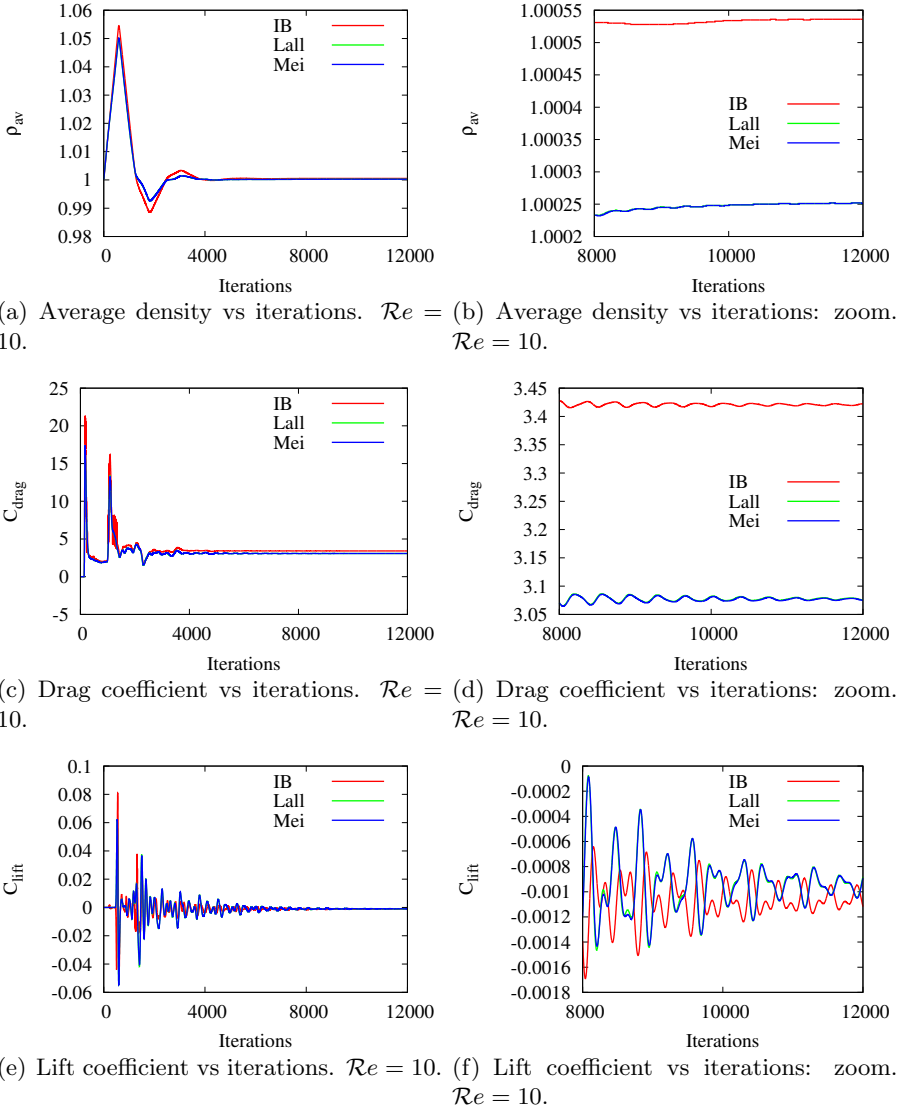 1.06
1.05
1.04
1.03
1.02
1.01
1
0.99
0.98
ρav
IB
Lall
Mei
0
4000
8000
12000
Iterations
1.00055
1.0005
1.00045
1.0004
1.00035
1.0003
1.00025
1.0002
ρav
IB
Lall
Mei
8000
10000
12000
Iterations
(a) Average density vs iterations. Re =
10.
(b) Average density vs iterations: zoom.
Re = 10.
25
20
15
10
5
0
-5
Cdrag
IB
Lall
Mei
0
4000
8000
12000
Iterations
3.45
3.4
3.35
3.3
3.25
3.2
3.15
3.1
3.05
Cdrag
IB
Lall
Mei
8000
10000
12000
Iterations
(c) Drag coefficient vs iterations. Re =
10.
(d) Drag coefficient vs iterations: zoom.
Re = 10.
0.1
0.08
0.06
0.04
0.02
0
-0.02
-0.04
-0.06
Clift
IB
Lall
Mei
0
4000
8000
12000
Iterations
0
-0.0002
-0.0004
-0.0006
-0.0008
-0.001
-0.0012
-0.0014
-0.0016
-0.0018
Clift
IB
Lall
Mei
8000
10000
12000
Iterations
(e) Lift coefficient vs iterations. Re = 10.
(f) Lift coefficient vs iterations: zoom.
Re = 10.